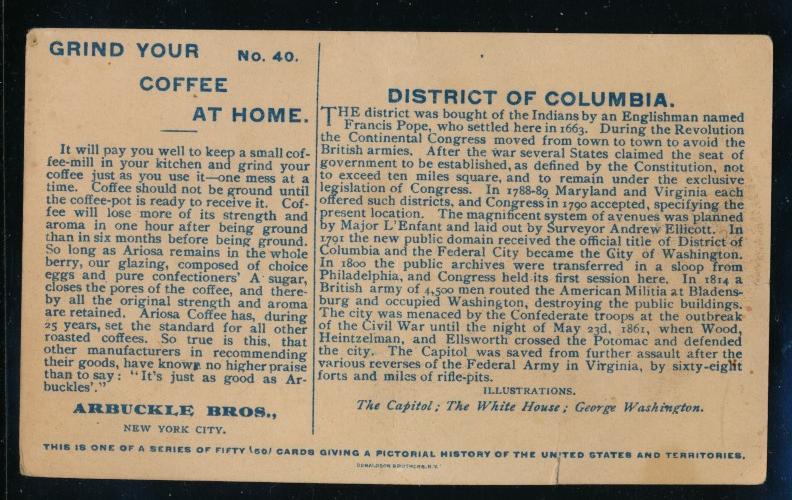 GRIND YOUR No. 40.
COFFEE
AT HOME.
It will pay you well to keep a small cof-
fee-mill in your kitchen and grind your
coffee just as you use it—one mess at a
time. Coffee should not be ground until
the coffee-pot is ready to receive it. Cof-
fee will lose more of its strength and
aroma in one hour after being ground
than in six months before being ground.
So long as Ariosa remains in the whole
berry, our glazing, composed of choice
eggs and pure confectioners' A sugar,
closes the pores of the coffee, and there-
by all the original strength and aroma
are retained. Ariosa Coffee has, during
25 years, set the standard for all other
roasted coffees. So true is this, that
other manufacturers in recommending
their goods, have known no higher praise
than to say: "It's just as good as Ar-
buckles'."
ARBUCKLE BROS.,
NEW YORK CITY.
DISTRICT OF COLUMBIA.
THE district was bought of the Indians by an Englishman named
Francis Pope, who settled here in 1663. During the Revolution
the Continental Congress moved from town to town to avoid the
British armies. After the war several States claimed the seat of
government to be established, as defined by the Constitution, not
to exceed ten miles square, and to remain under the exclusive
legislation of Congress. In 1788-89 Maryland and Virginia each
offered such districts, and Congress in 1790 accepted, specifying the
present location. The magnificent system of avenues was planned
by Major L'Enfant and laid out by Surveyor Andrew Ellicott. In
1791 the new public domain received the official title of District of
Columbia and the Federal City became the City of Washington.
In 1800 the public archives were transferred in a sloop from
Philadelphia, and Congress held its first session here. In 1814 a
British army of 4,500 men routed the American Militia at Bladens-
burg and occupied Washington, destroying the public buildings.
The city was menaced by the Confederate troops at the outbreak
of the Civil War until the night of May 23d, 1861, when Wood,
Heintzelman, and Ellsworth crossed the Potomac and defended
the city. The Capitol was saved from further assault after the
various reverses of the Federal Army in Virginia, by sixty-eight
forts and miles of rifle-pits.
ILLUSTRATIONS.
The Capitol; The White House; George Washington.
THIS IS ONE OF A SERIES OF FIFTY (50) CARDS GIVING A PICTORIAL HISTORY OF THE UNITED STATES AND TERRITORIES.
DONALDSON BROTHERS, N.Y.